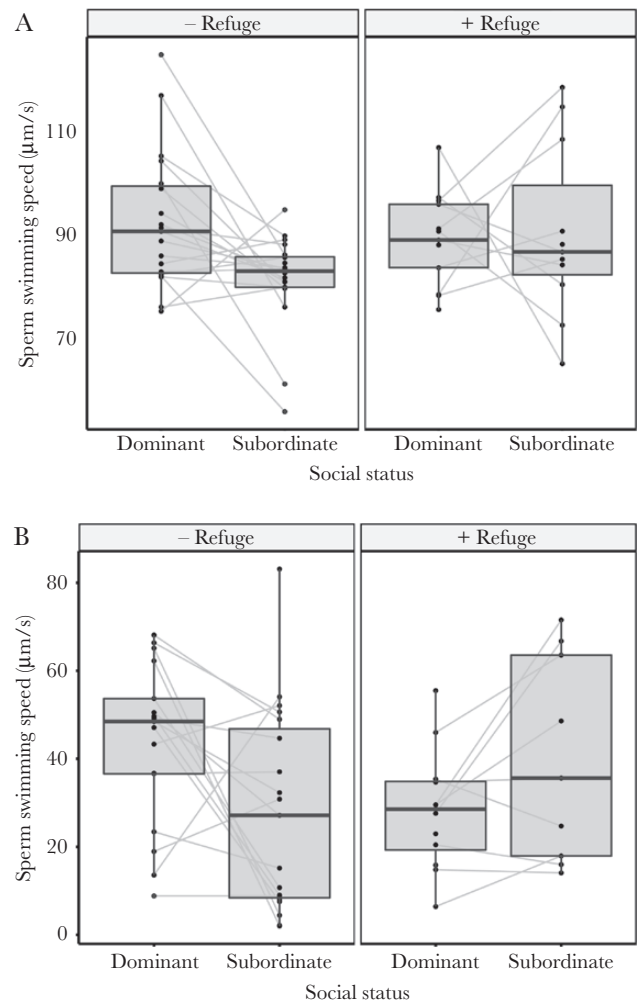 A
– Refuge
+ Refuge
Sperm swimming speed (µm/s)
110
90
70
Dominant
Subordinate
Dominant
Subordinate
Social status
B
– Refuge
+ Refuge
Sperm swimming speed (µm/s)
80
60
40
20
0
Dominant
Subordinate
Dominant
Subordinate
Social status